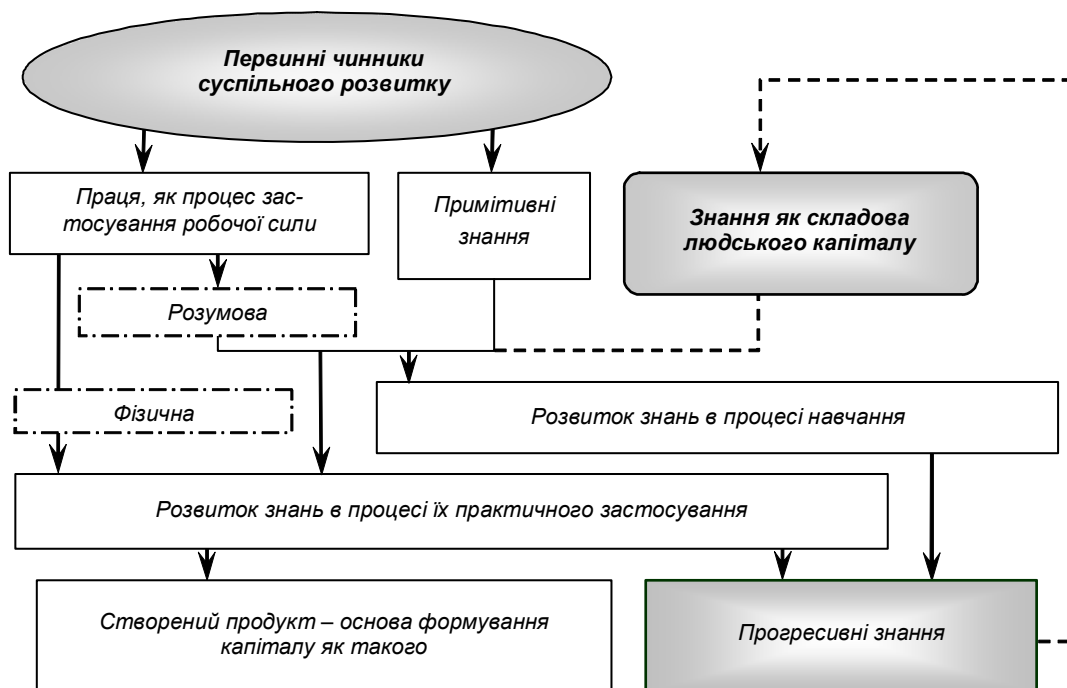 Первинні чинники
суспільного розвитку
Праця, як процес зас-
тосування робочої сили
Примітивні
знання
Знання як складова
людського капіталу
Розумова
Фізична
Розвиток знань в процесі навчання
Розвиток знань в процесі їх практичного застосування
Створений продукт – основа формування
капіталу як такого
Прогресивні знання